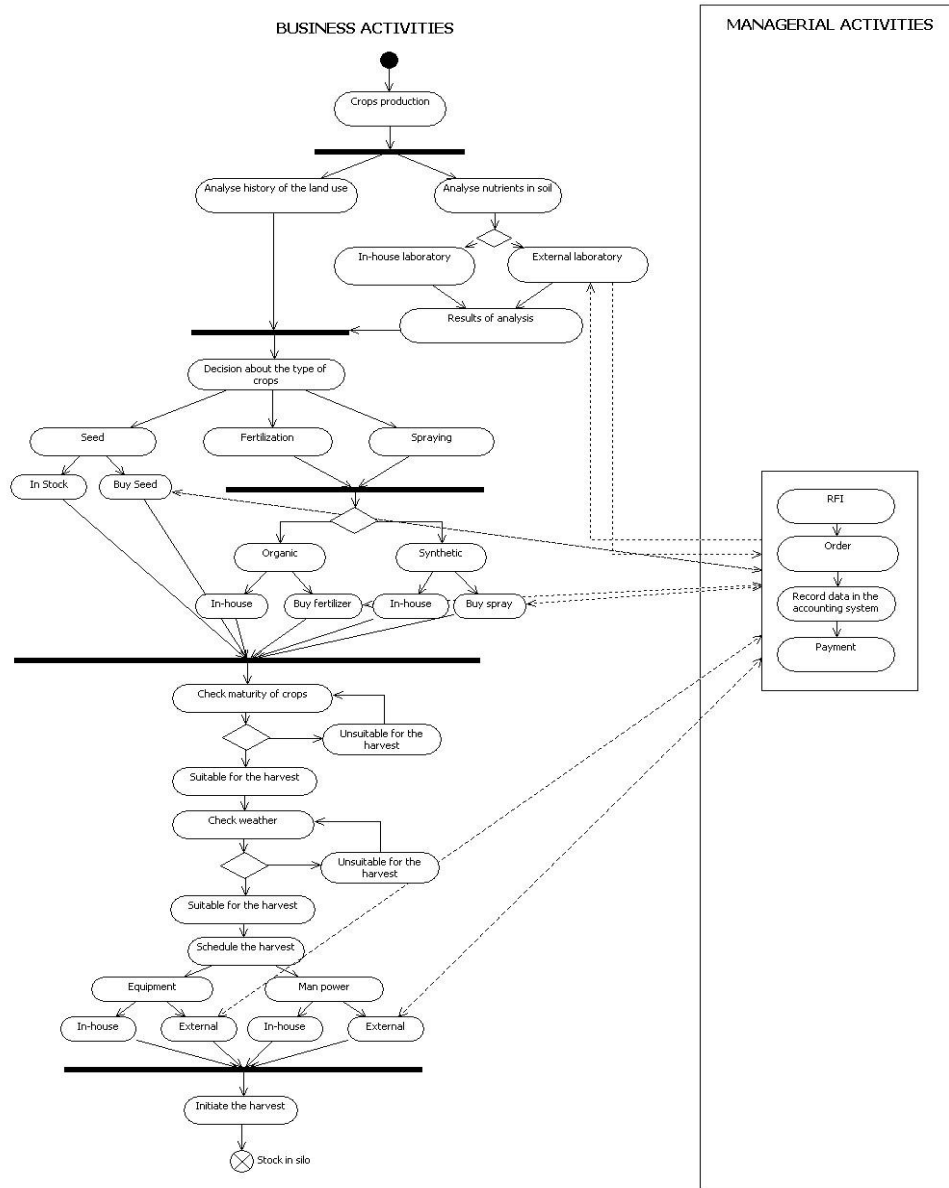 BUSINESS ACTIVITIES
MANAGERIAL ACTIVITIES
Crops production
Analyse history of the land use
Analyse nutrients in soil
In-house laboratory
External laboratory
Results of analysis
Decision about the type of
crops
Seed
Fertilization
Spraying
In Stock
Buy Seed
Organic
Synthetic
In-house
Buy fertilizer
In-house
Buy spray
RFI
Order
Record data in the
accounting system
Payment
Check maturity of crops
Unsuitable for the
harvest
Suitable for the harvest
Check weather
Unsuitable for the
harvest
Suitable for the harvest
Schedule the harvest
Equipment
Man power
In-house
External
In-house
External
Initiate the harvest
Stock in silo